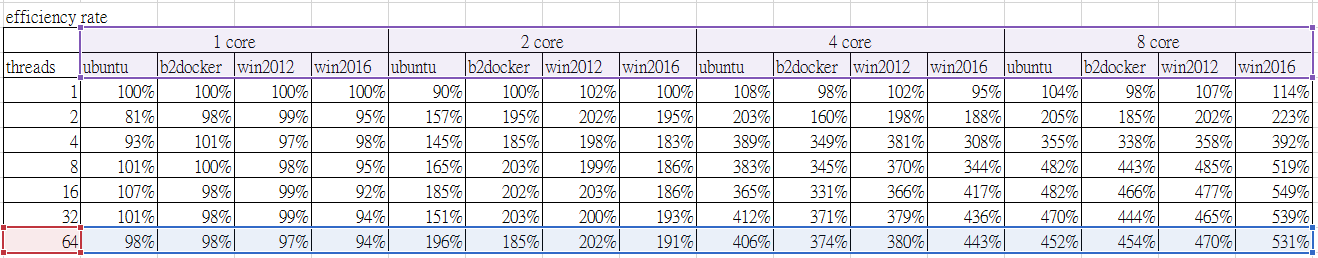 efficiency rate
1 core 2 core 4 core 8 core
threads ubuntu b2docker win2012 win2016 ubuntu b2docker win2012 win2016 ubuntu b2docker win2012 win2016 ubuntu b2docker win2012 win2016
1 100% 100% 100% 100% 90% 100% 102% 100% 108% 98% 102% 95% 104% 98% 107% 114%
2 81% 98% 99% 95% 157% 195% 202% 195% 203% 160% 198% 188% 205% 185% 202% 223%
4 93% 101% 97% 98% 145% 185% 198% 183% 389% 349% 381% 308% 355% 338% 358% 392%
8 101% 100% 98% 95% 165% 203% 199% 186% 383% 345% 370% 344% 482% 443% 485% 519%
16 107% 98% 99% 92% 185% 202% 203% 186% 365% 331% 366% 417% 482% 466% 477% 549%
32 101% 98% 99% 94% 151% 203% 200% 193% 412% 371% 379% 436% 470% 444% 465% 539%
64 98% 98% 97% 94% 196% 185% 202% 191% 406% 374% 380% 443% 452% 454% 470% 531%